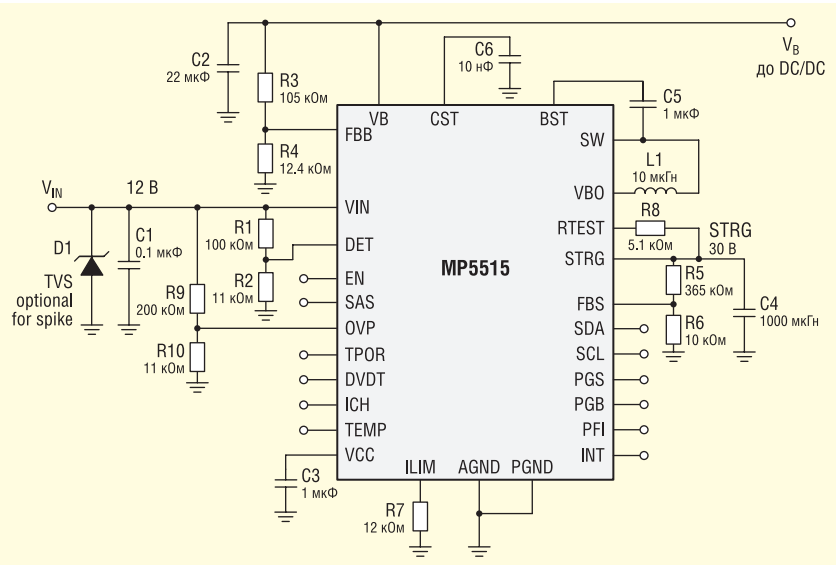 C2
22 мкФ
R3
105 кОм
R4
12.4 кОм
C6
10 нФ
V_B
до DC/DC
C5
1 мкФ
VB
CST
BST
FBB
SW
L1
10 мкГн
VBO
V_IN
12 В
VIN
R1
100 кОм
DET
R2
11 кОм
D1
TVS
optional
for spike
C1
0.1 мкФ
R9
200 кОм
R10
11 кОм
EN
SAS
OVP
TPOR
DVDT
ICH
TEMP
VCC
C3
1 мкФ
MP5515
RTEST
R8
5.1 кОм
STRG
30 В
STRG
R5
365 кОм
FBS
R6
10 кОм
C4
1000 мкГн
SDA
SCL
PGS
PGB
PFI
INT
ILIM
AGND
PGND
R7
12 кОм